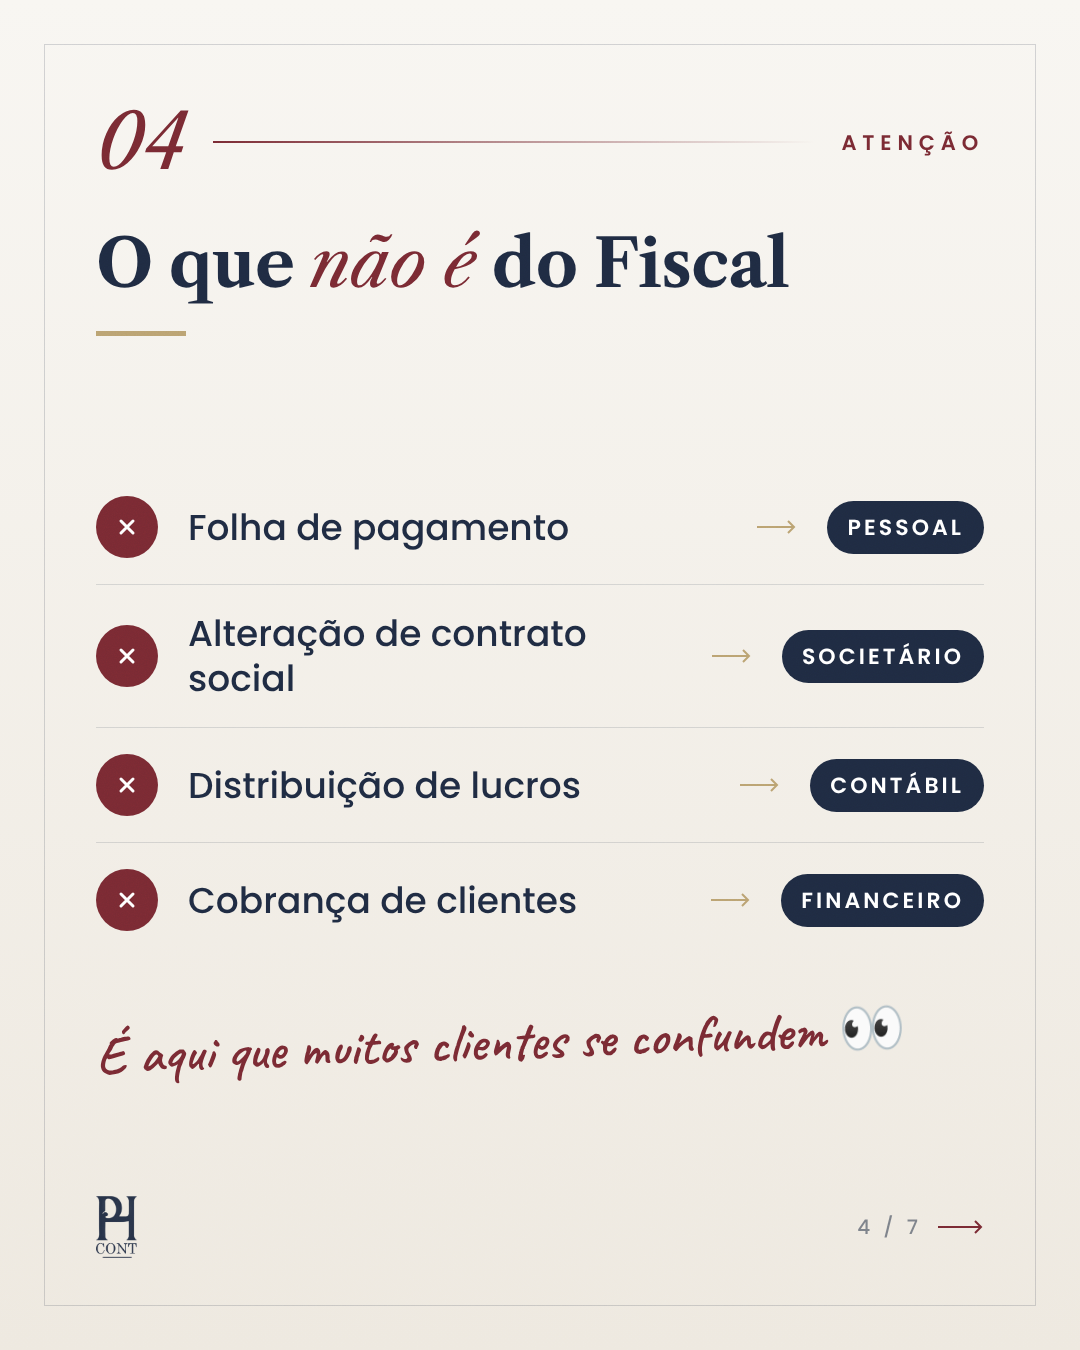 04
ATENÇÃO
O que não é do Fiscal
Folha de pagamento
PESSOAL
Alteração de contrato
social
SOCIETÁRIO
Distribuição de lucros
CONTÁBIL
Cobrança de clientes
FINANCEIRO
É aqui que muitos clientes se confundem 👀
PH
CONT
4 / 7